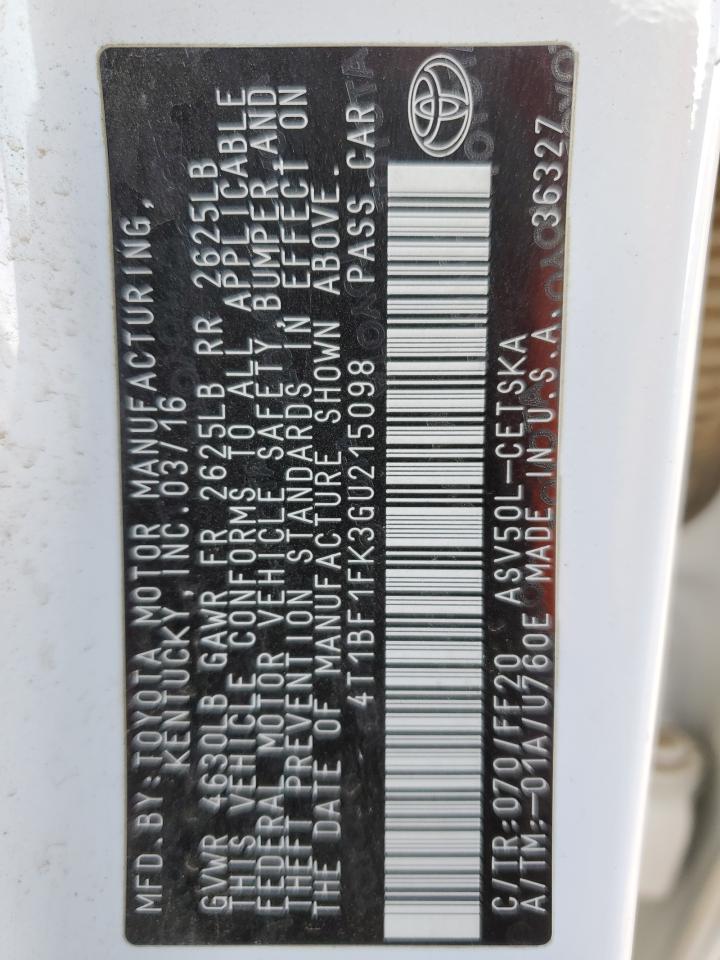 MFD.BY:TOYOTA MOTOR MANUFACTURING,
KENTUCKY, INC.03/16
GVWR 4630LB GAWR FR 2625LB RR 2625LB
THIS VEHICLE CONFORMS TO ALL APPLICABLE
FEDERAL MOTOR VEHICLE SAFETY,BUMPER,AND
THEFT PREVENTION STANDARDS IN EFFECT ON
THE DATE OF MANUFACTURE SHOWN ABOVE.
4T1BF1FK3GU215098 PASS.CAR
C/TR:070/FF20 ASV50L-CETSKA
A/TM:-01A/U760E MADE IN U.S.A. 36327